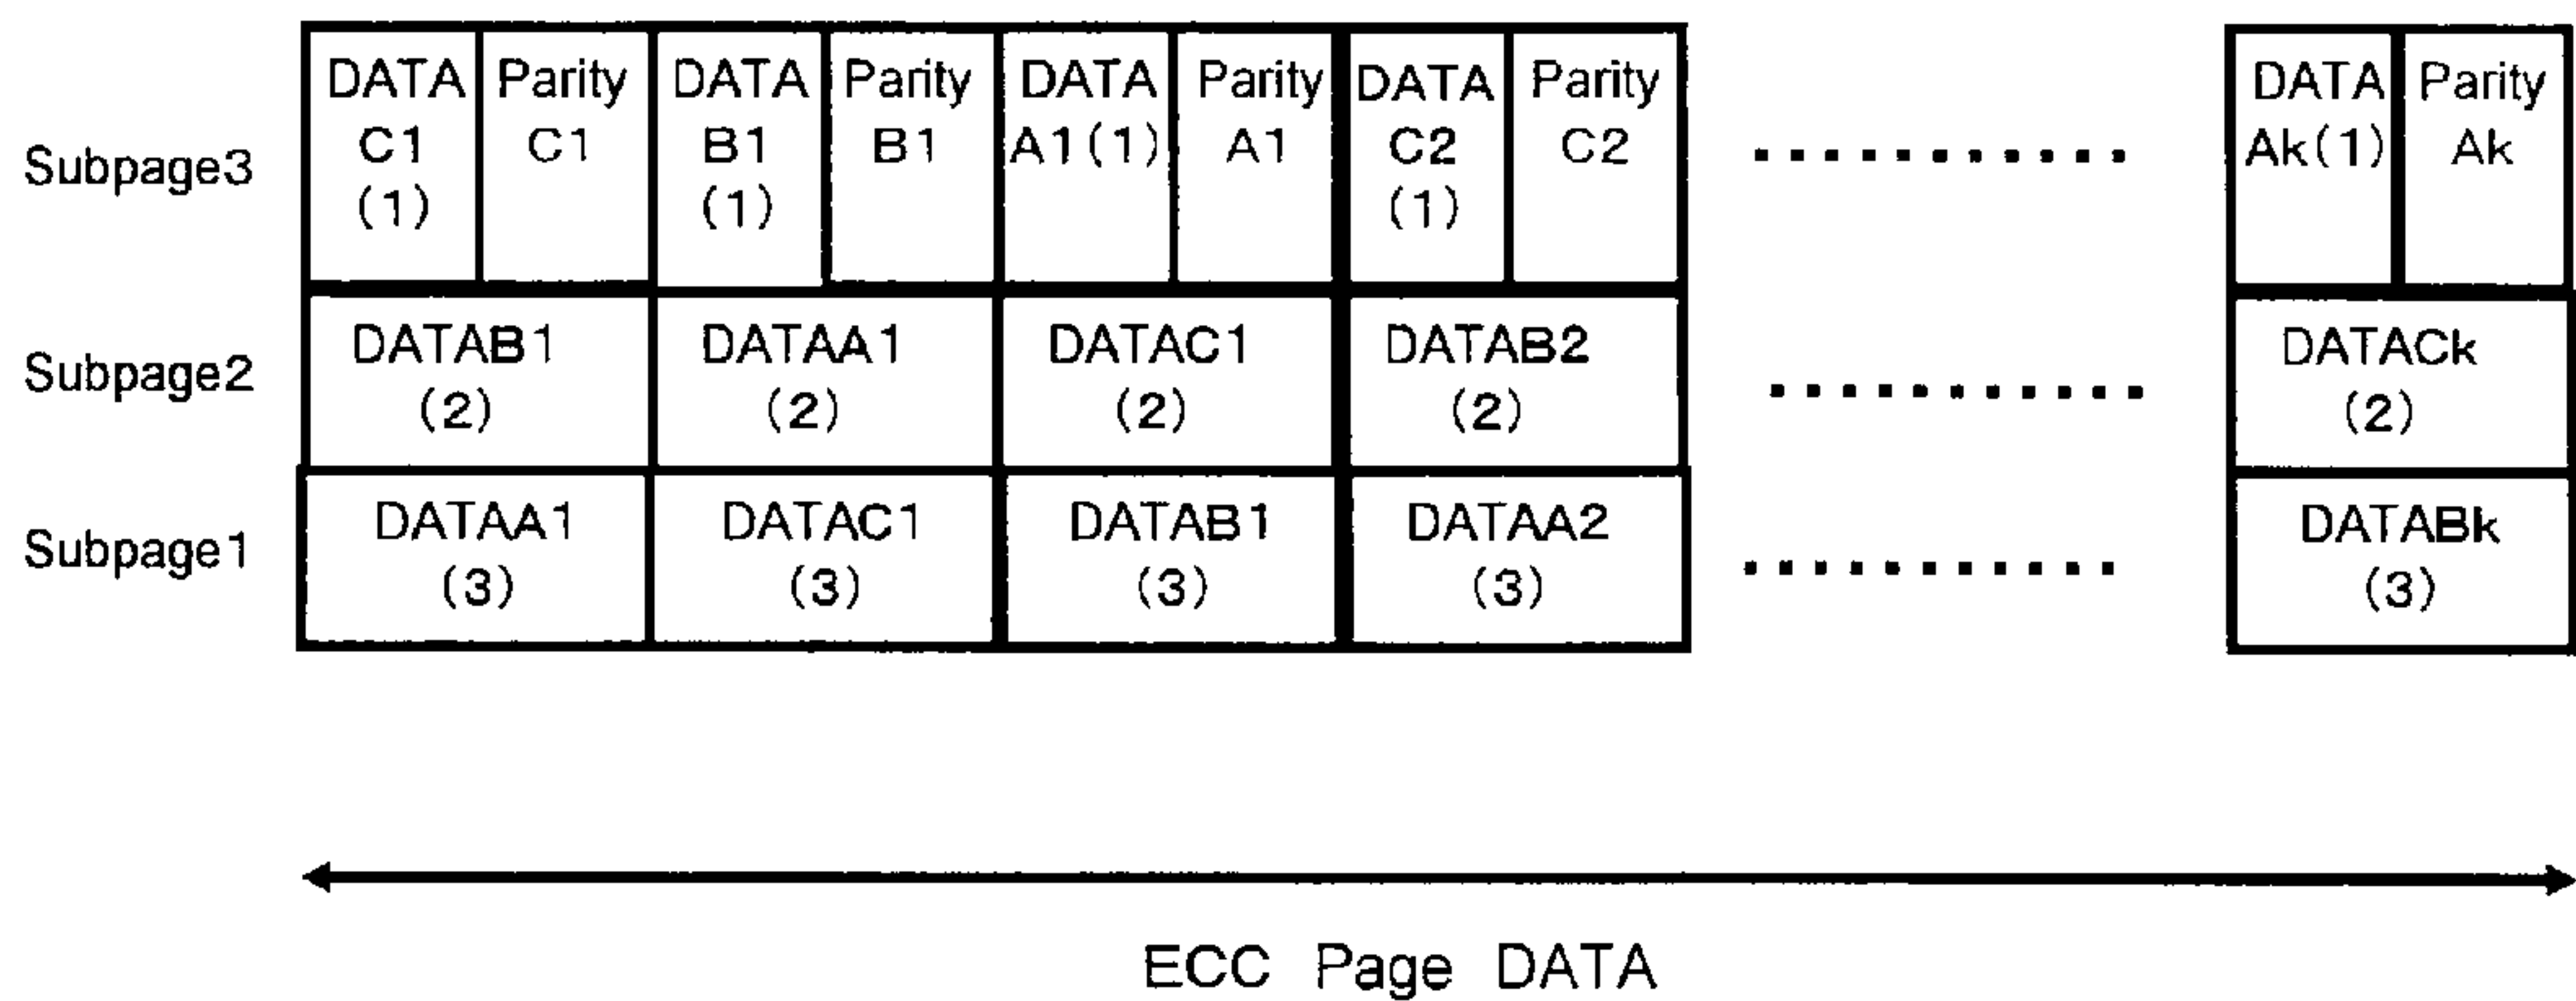 Subpage3
DATA C1 (1)
Parity C1
DATA B1 (1)
Parity B1
DATA A1(1)
Parity A1
DATA C2 (1)
Parity C2
DATA Ak(1)
Parity Ak
Subpage2
DATAB1 (2)
DATAA1 (2)
DATAC1 (2)
DATAB2 (2)
DATACk (2)
Subpage1
DATAA1 (3)
DATAC1 (3)
DATAB1 (3)
DATAA2 (3)
DATABk (3)
ECC Page DATA